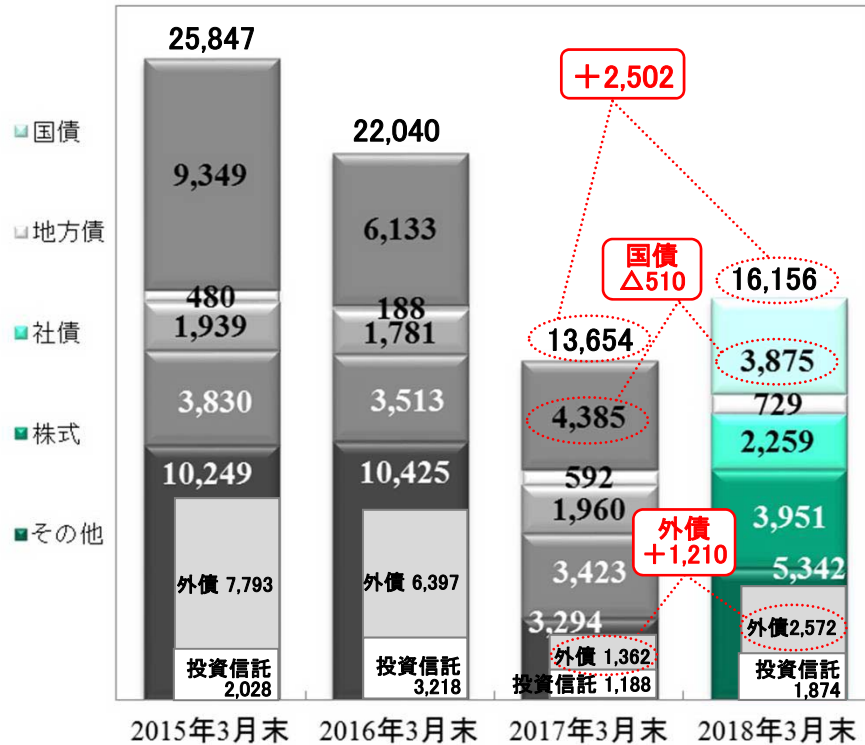 国債
地方債
社債
株式
その他
25,847
9,349
480
1,939
3,830
10,249
外債 7,793
投資信託
2,028
22,040
6,133
188
1,781
3,513
10,425
外債 6,397
投資信託
3,218
13,654
4,385
592
1,960
3,423
3,294
外債 1,362
投資信託 1,188
16,156
3,875
729
2,259
3,951
5,342
外債2,572
投資信託
1,874
+2,502
国債
△510
外債
+1,210
2015年3月末
2016年3月末
2017年3月末
2018年3月末